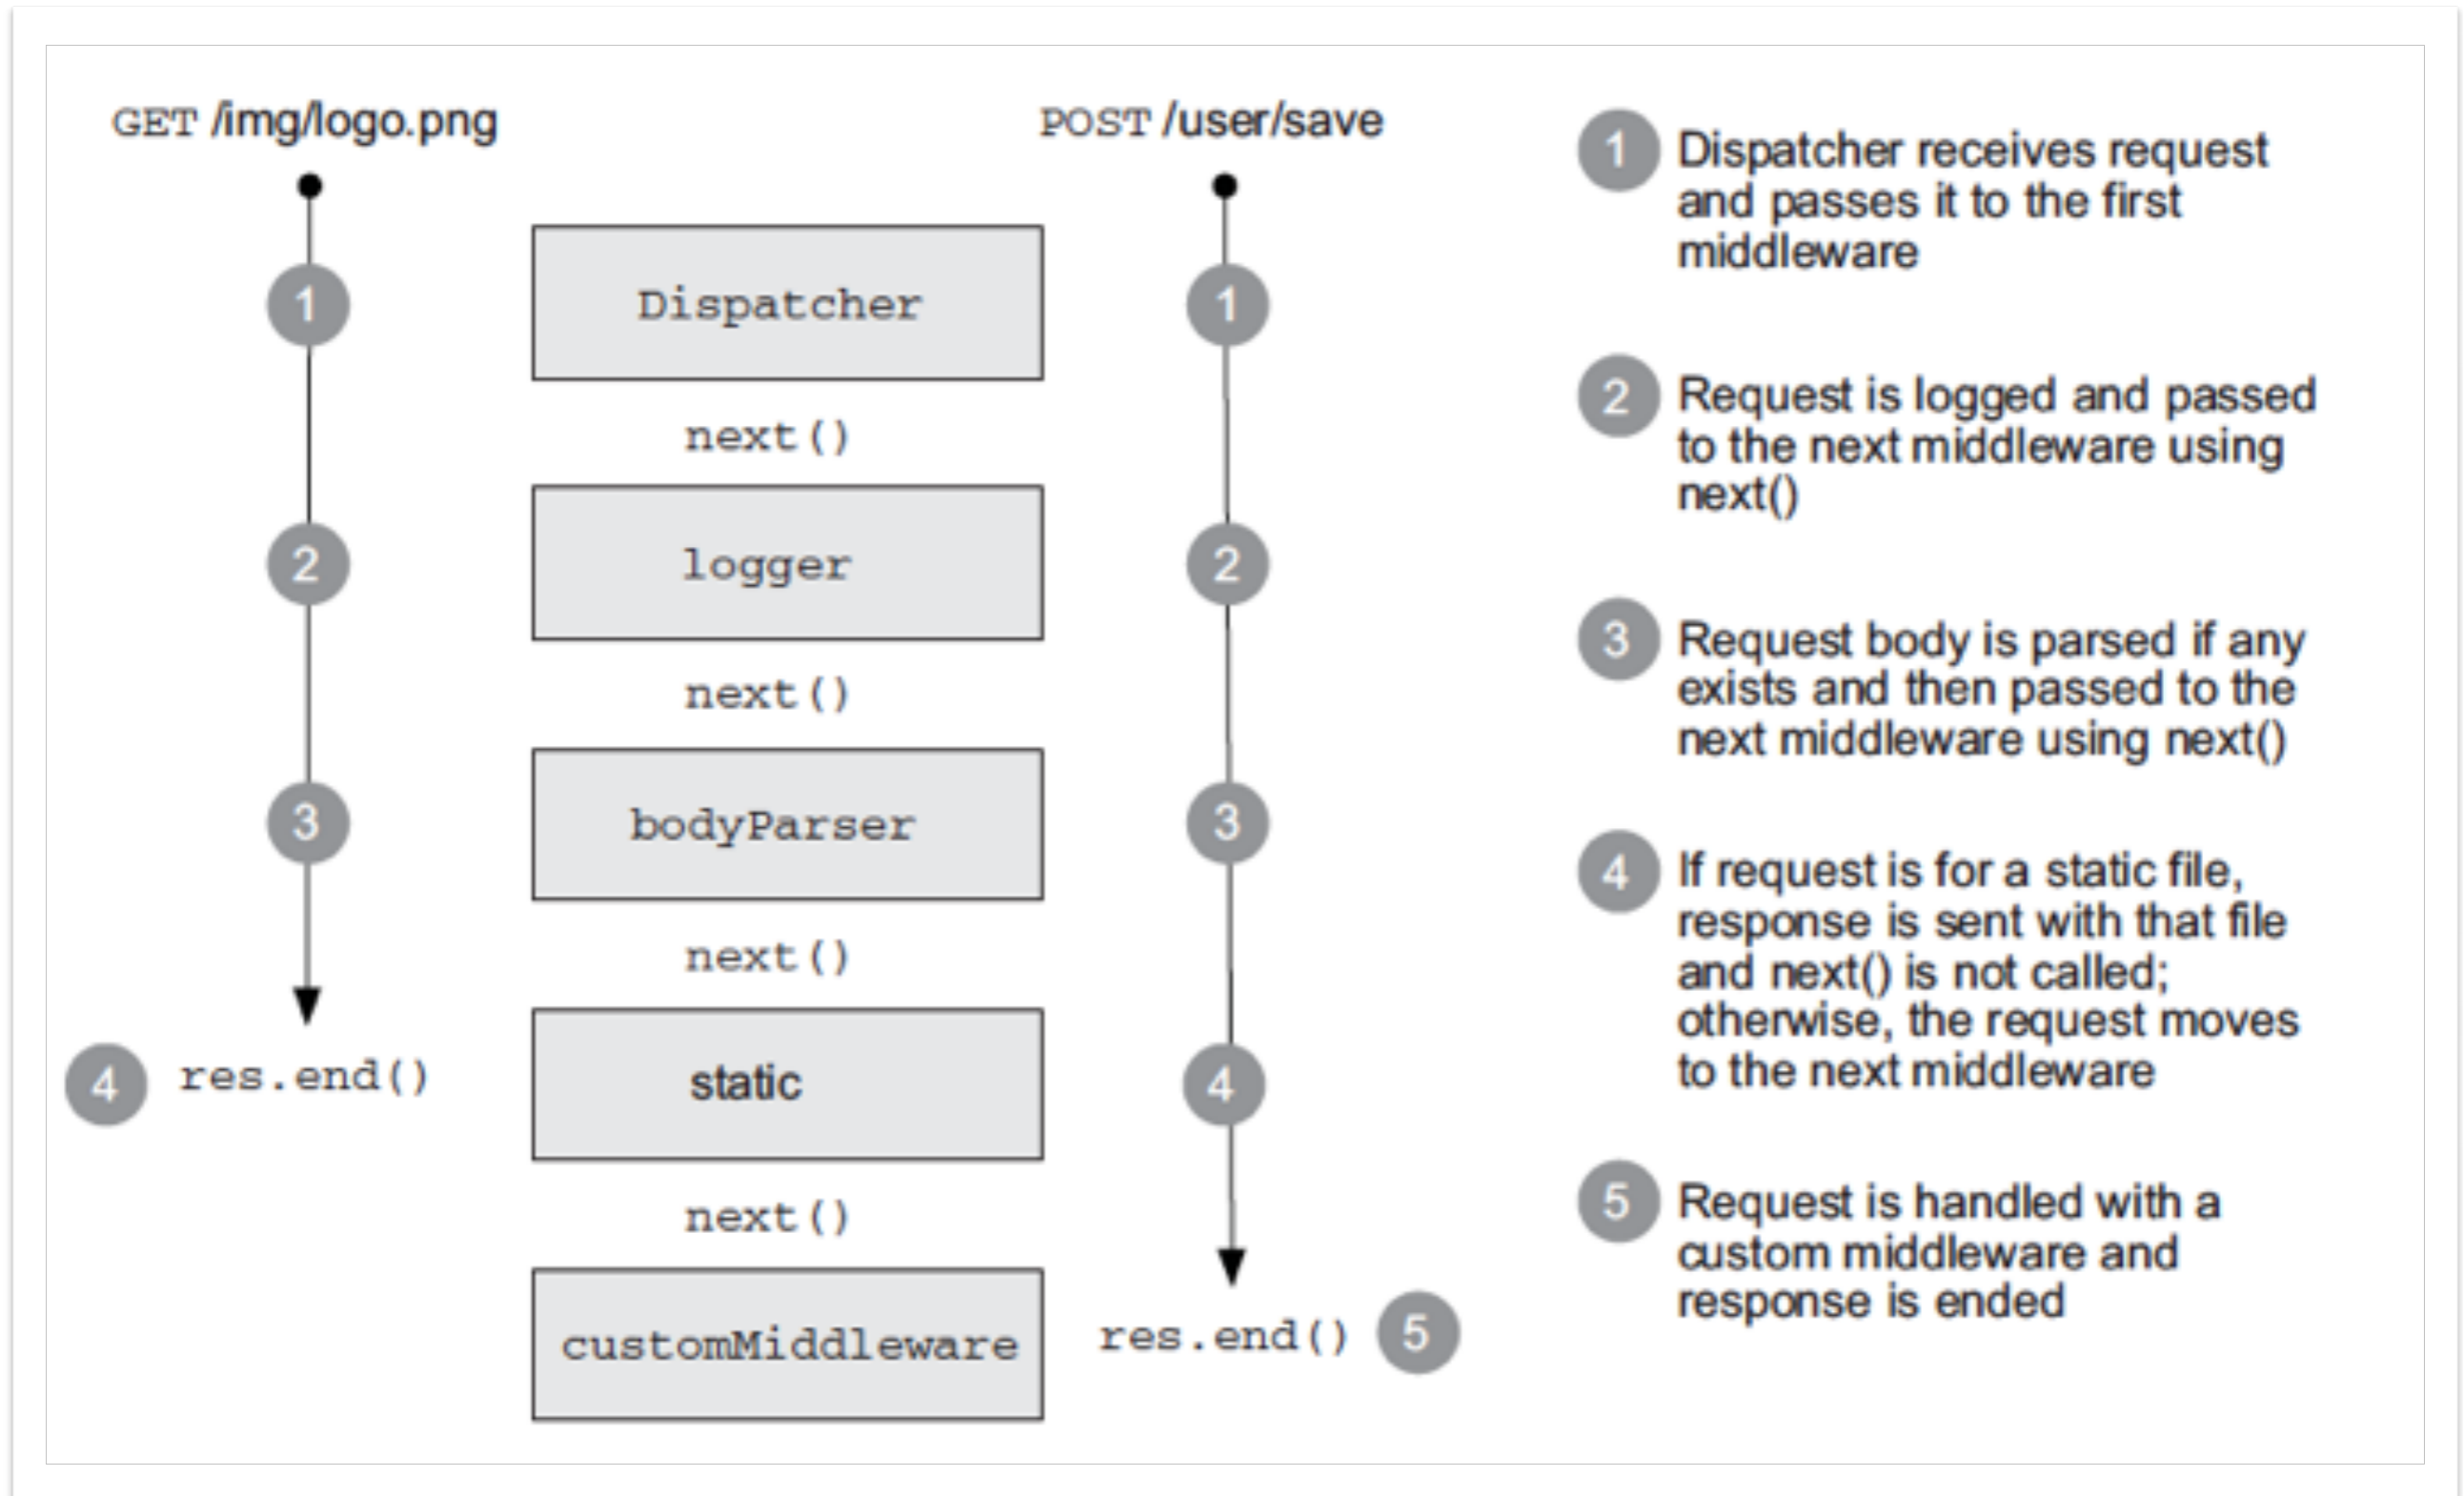 GET /img/logo.png
POST /user/save
1
Dispatcher
1
next()
2
logger
2
next()
3
bodyParser
3
next()
4 res.end()
static
4
next()
customMiddleware
res.end() 5
1 Dispatcher receives request
and passes it to the first
middleware
2 Request is logged and passed
to the next middleware using
next()
3 Request body is parsed if any
exists and then passed to the
next middleware using next()
4 If request is for a static file,
response is sent with that file
and next() is not called;
otherwise, the request moves
to the next middleware
5 Request is handled with a
custom middleware and
response is ended